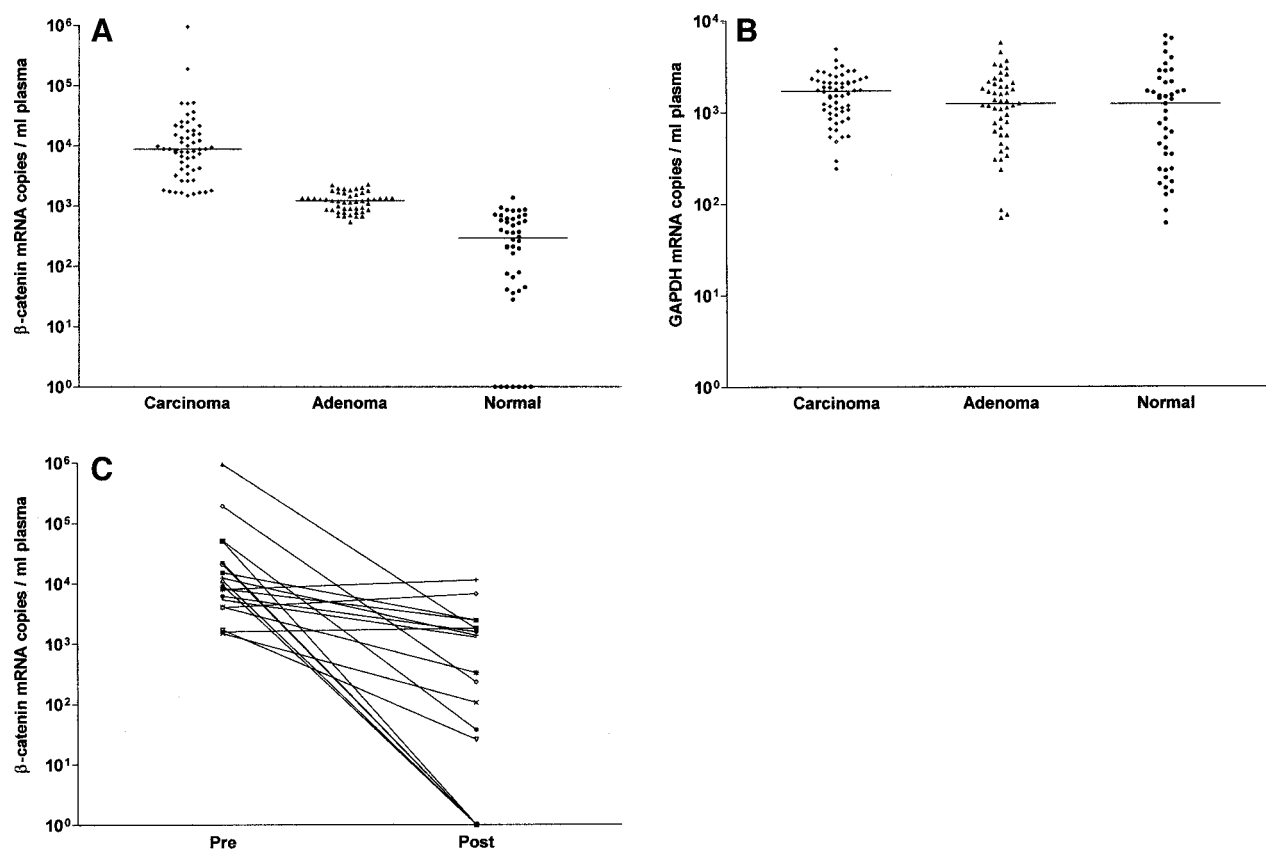 A
β-catenin mRNA copies / ml plasma
10⁶
10⁵
10⁴
10³
10²
10¹
10⁰
Carcinoma Adenoma Normal
B
GAPDH mRNA copies / ml plasma
10⁴
10³
10²
10¹
10⁰
Carcinoma Adenoma Normal
C
β-catenin mRNA copies / ml plasma
10⁶
10⁵
10⁴
10³
10²
10¹
10⁰
Pre Post